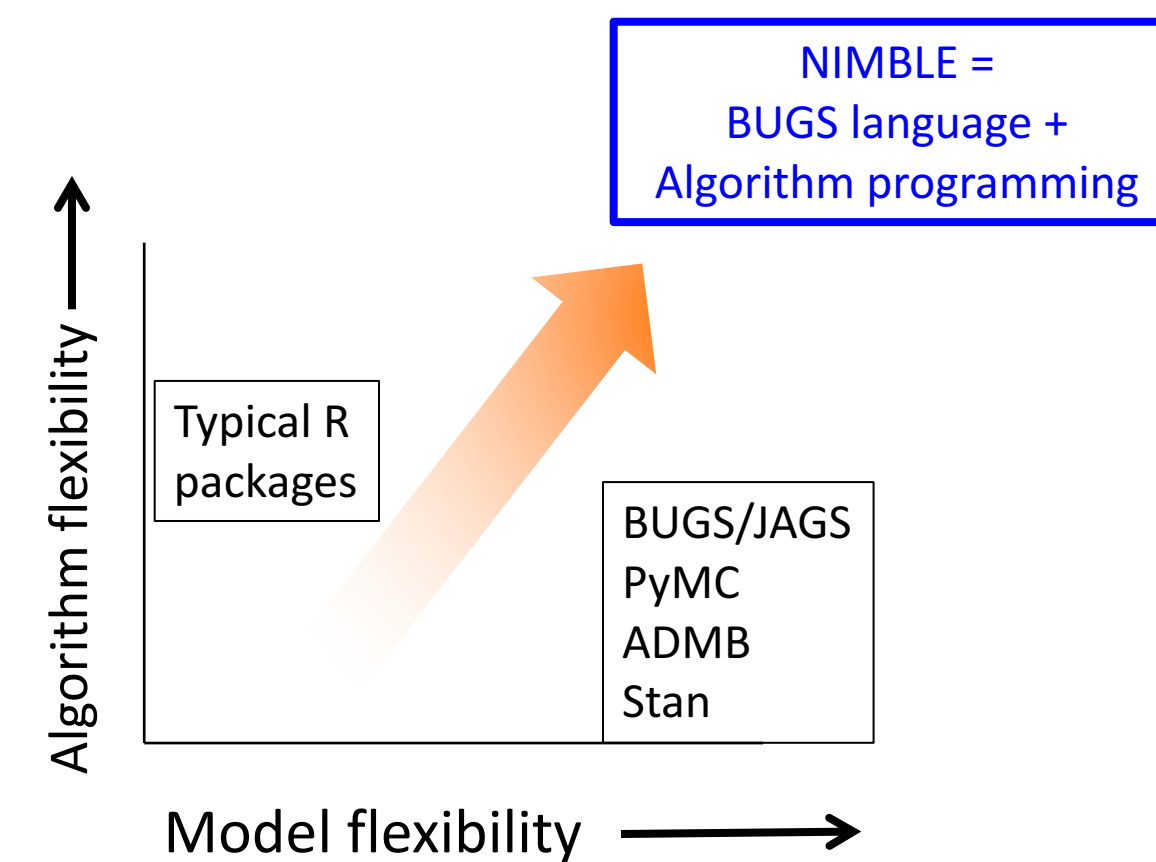 NIMBLE =
BUGS language +
Algorithm programming
Algorithm flexibility
Typical R
packages
BUGS/JAGS
PyMC
ADMB
Stan
Model flexibility